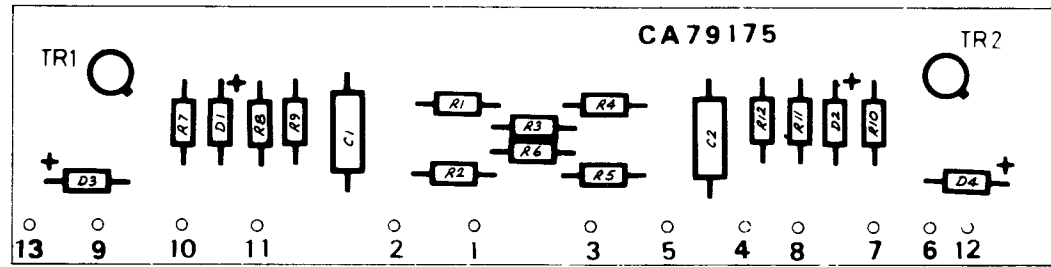 CA79175
TR1
TR2
R7
D1
+
R8
R9
C1
R1
R4
R3
R6
R2
R5
C2
R12
R11
D2
+
R10
+
D3
D4
+
13
9
10
11
2
1
3
5
4
8
7
6
12